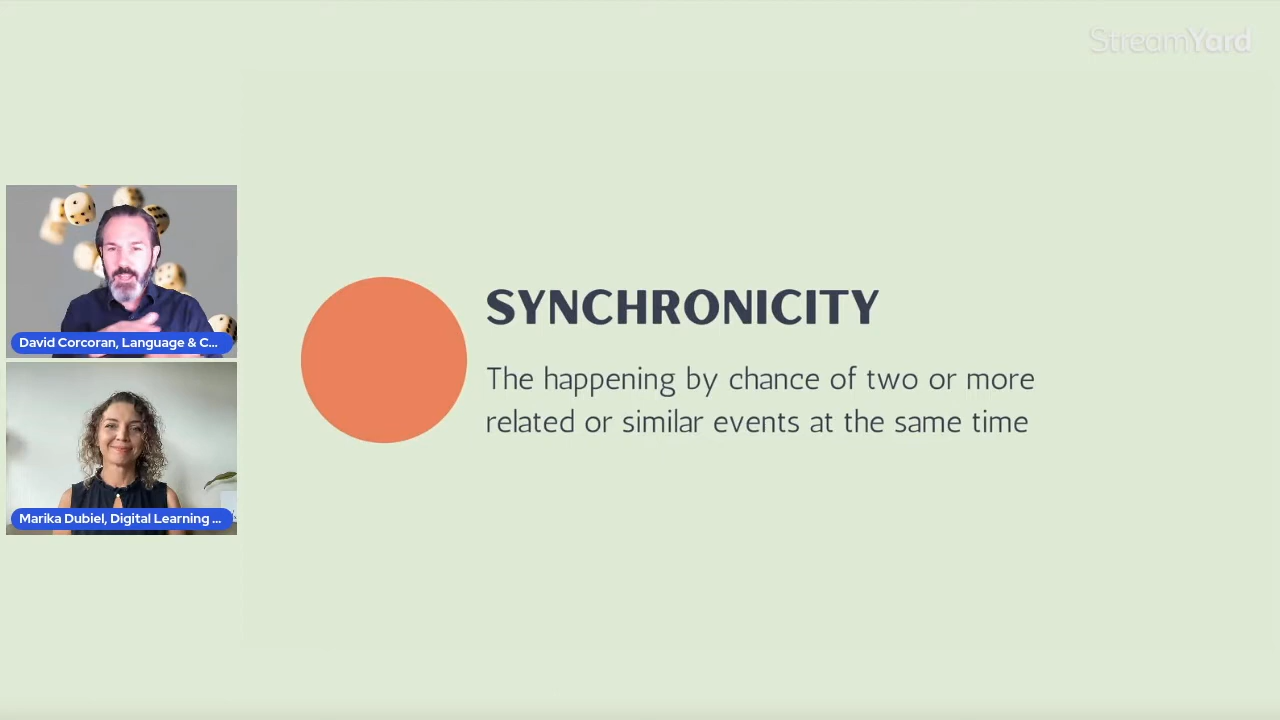 StreamYard
David Corcoran, Language & C...
Marika Dubiel, Digital Learning ...
SYNCHRONICITY
The happening by chance of two or more
related or similar events at the same time